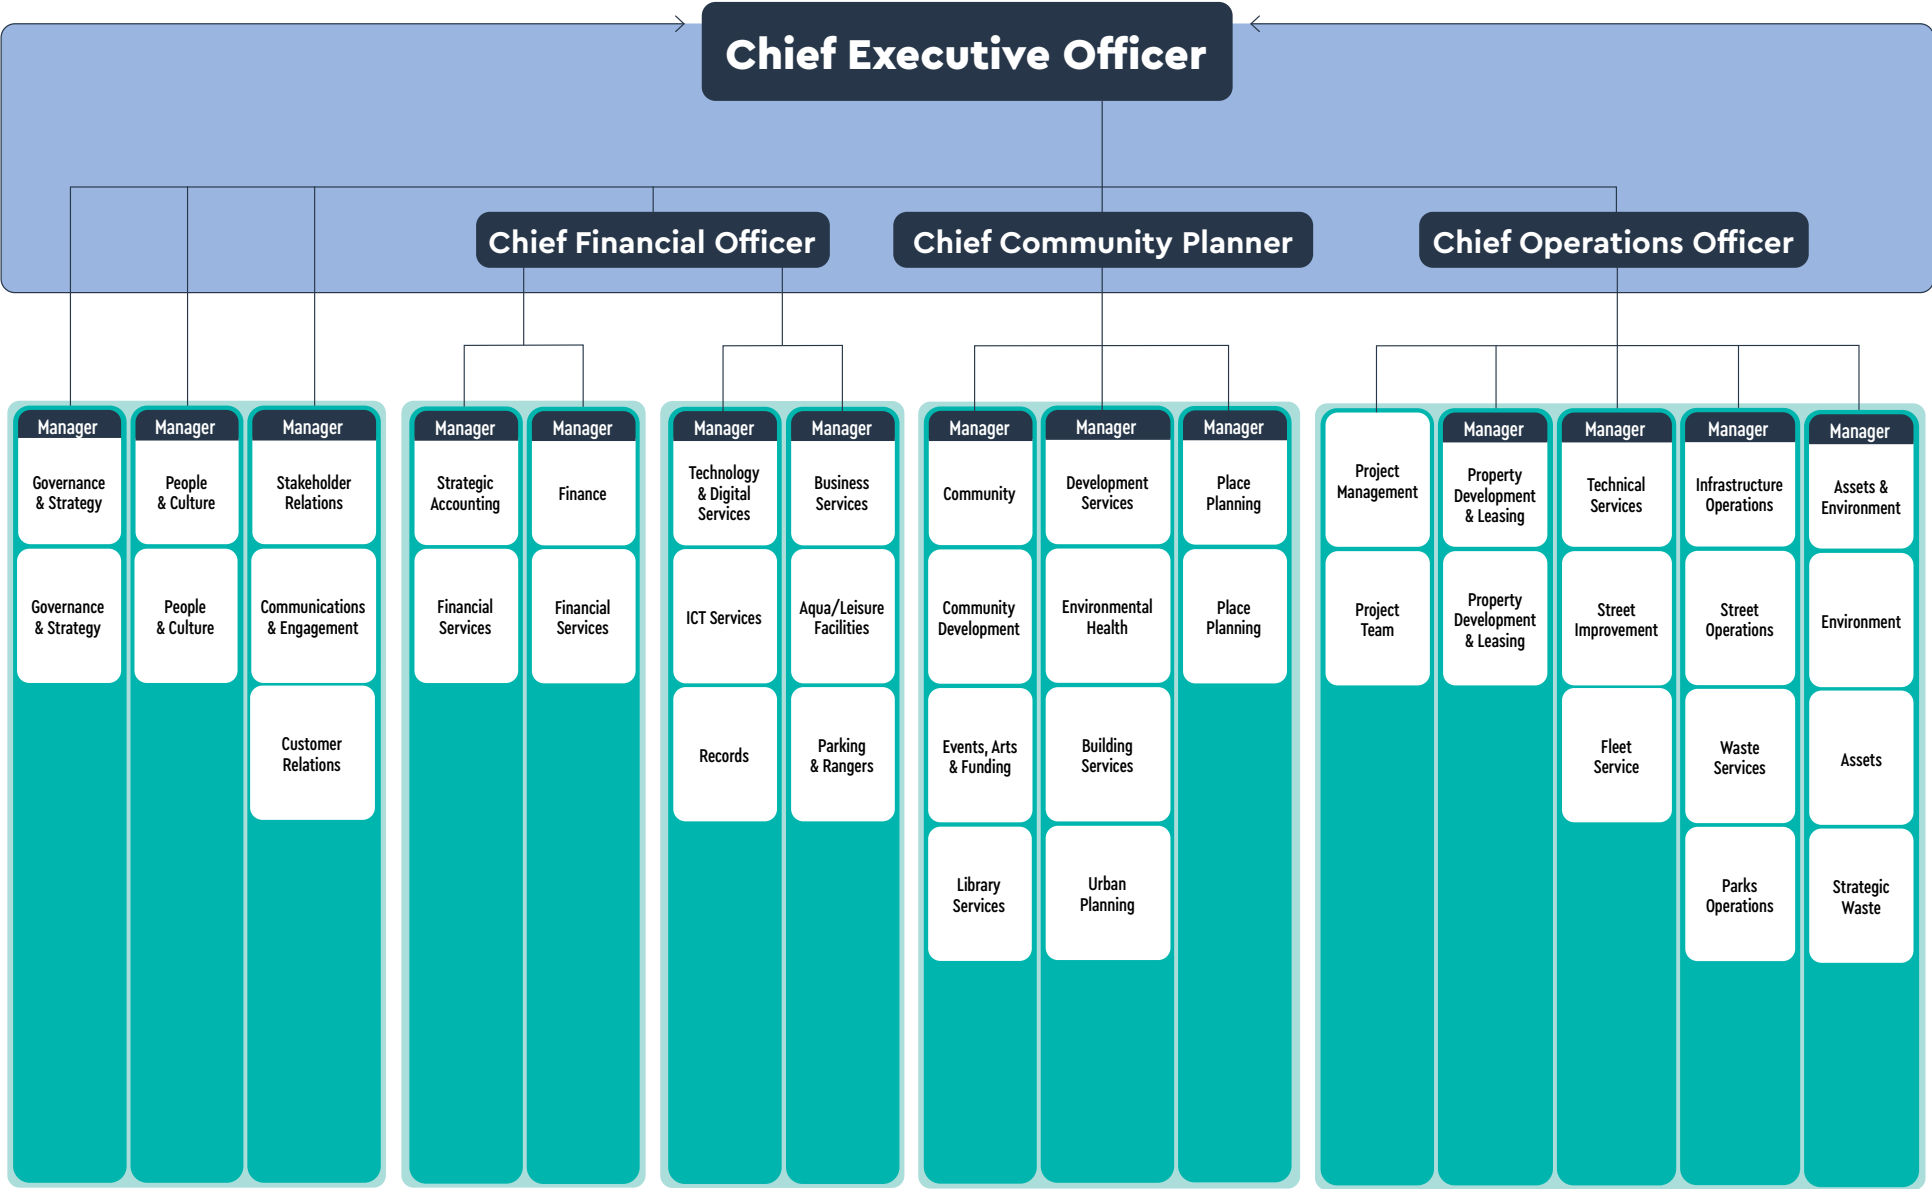 Chief Executive Officer
Chief Financial Officer
Chief Community Planner
Chief Operations Officer
Manager
Governance
& Strategy
Governance
& Strategy
Manager
People
& Culture
People
& Culture
Manager
Stakeholder
Relations
Communications
& Engagement
Customer
Relations
Manager
Strategic
Accounting
Financial
Services
Manager
Finance
Financial
Services
Manager
Technology
& Digital
Services
ICT Services
Records
Manager
Business
Services
Aqua/Leisure
Facilities
Parking
& Rangers
Manager
Community
Community
Development
Events, Arts
& Funding
Library
Services
Manager
Development
Services
Environmental
Health
Building
Services
Urban
Planning
Manager
Place
Planning
Place
Planning
Project
Management
Project
Team
Manager
Property
Development
& Leasing
Property
Development
& Leasing
Manager
Technical
Services
Street
Improvement
Fleet
Service
Manager
Infrastructure
Operations
Street
Operations
Waste
Services
Parks
Operations
Manager
Assets &
Environment
Environment
Assets
Strategic
Waste